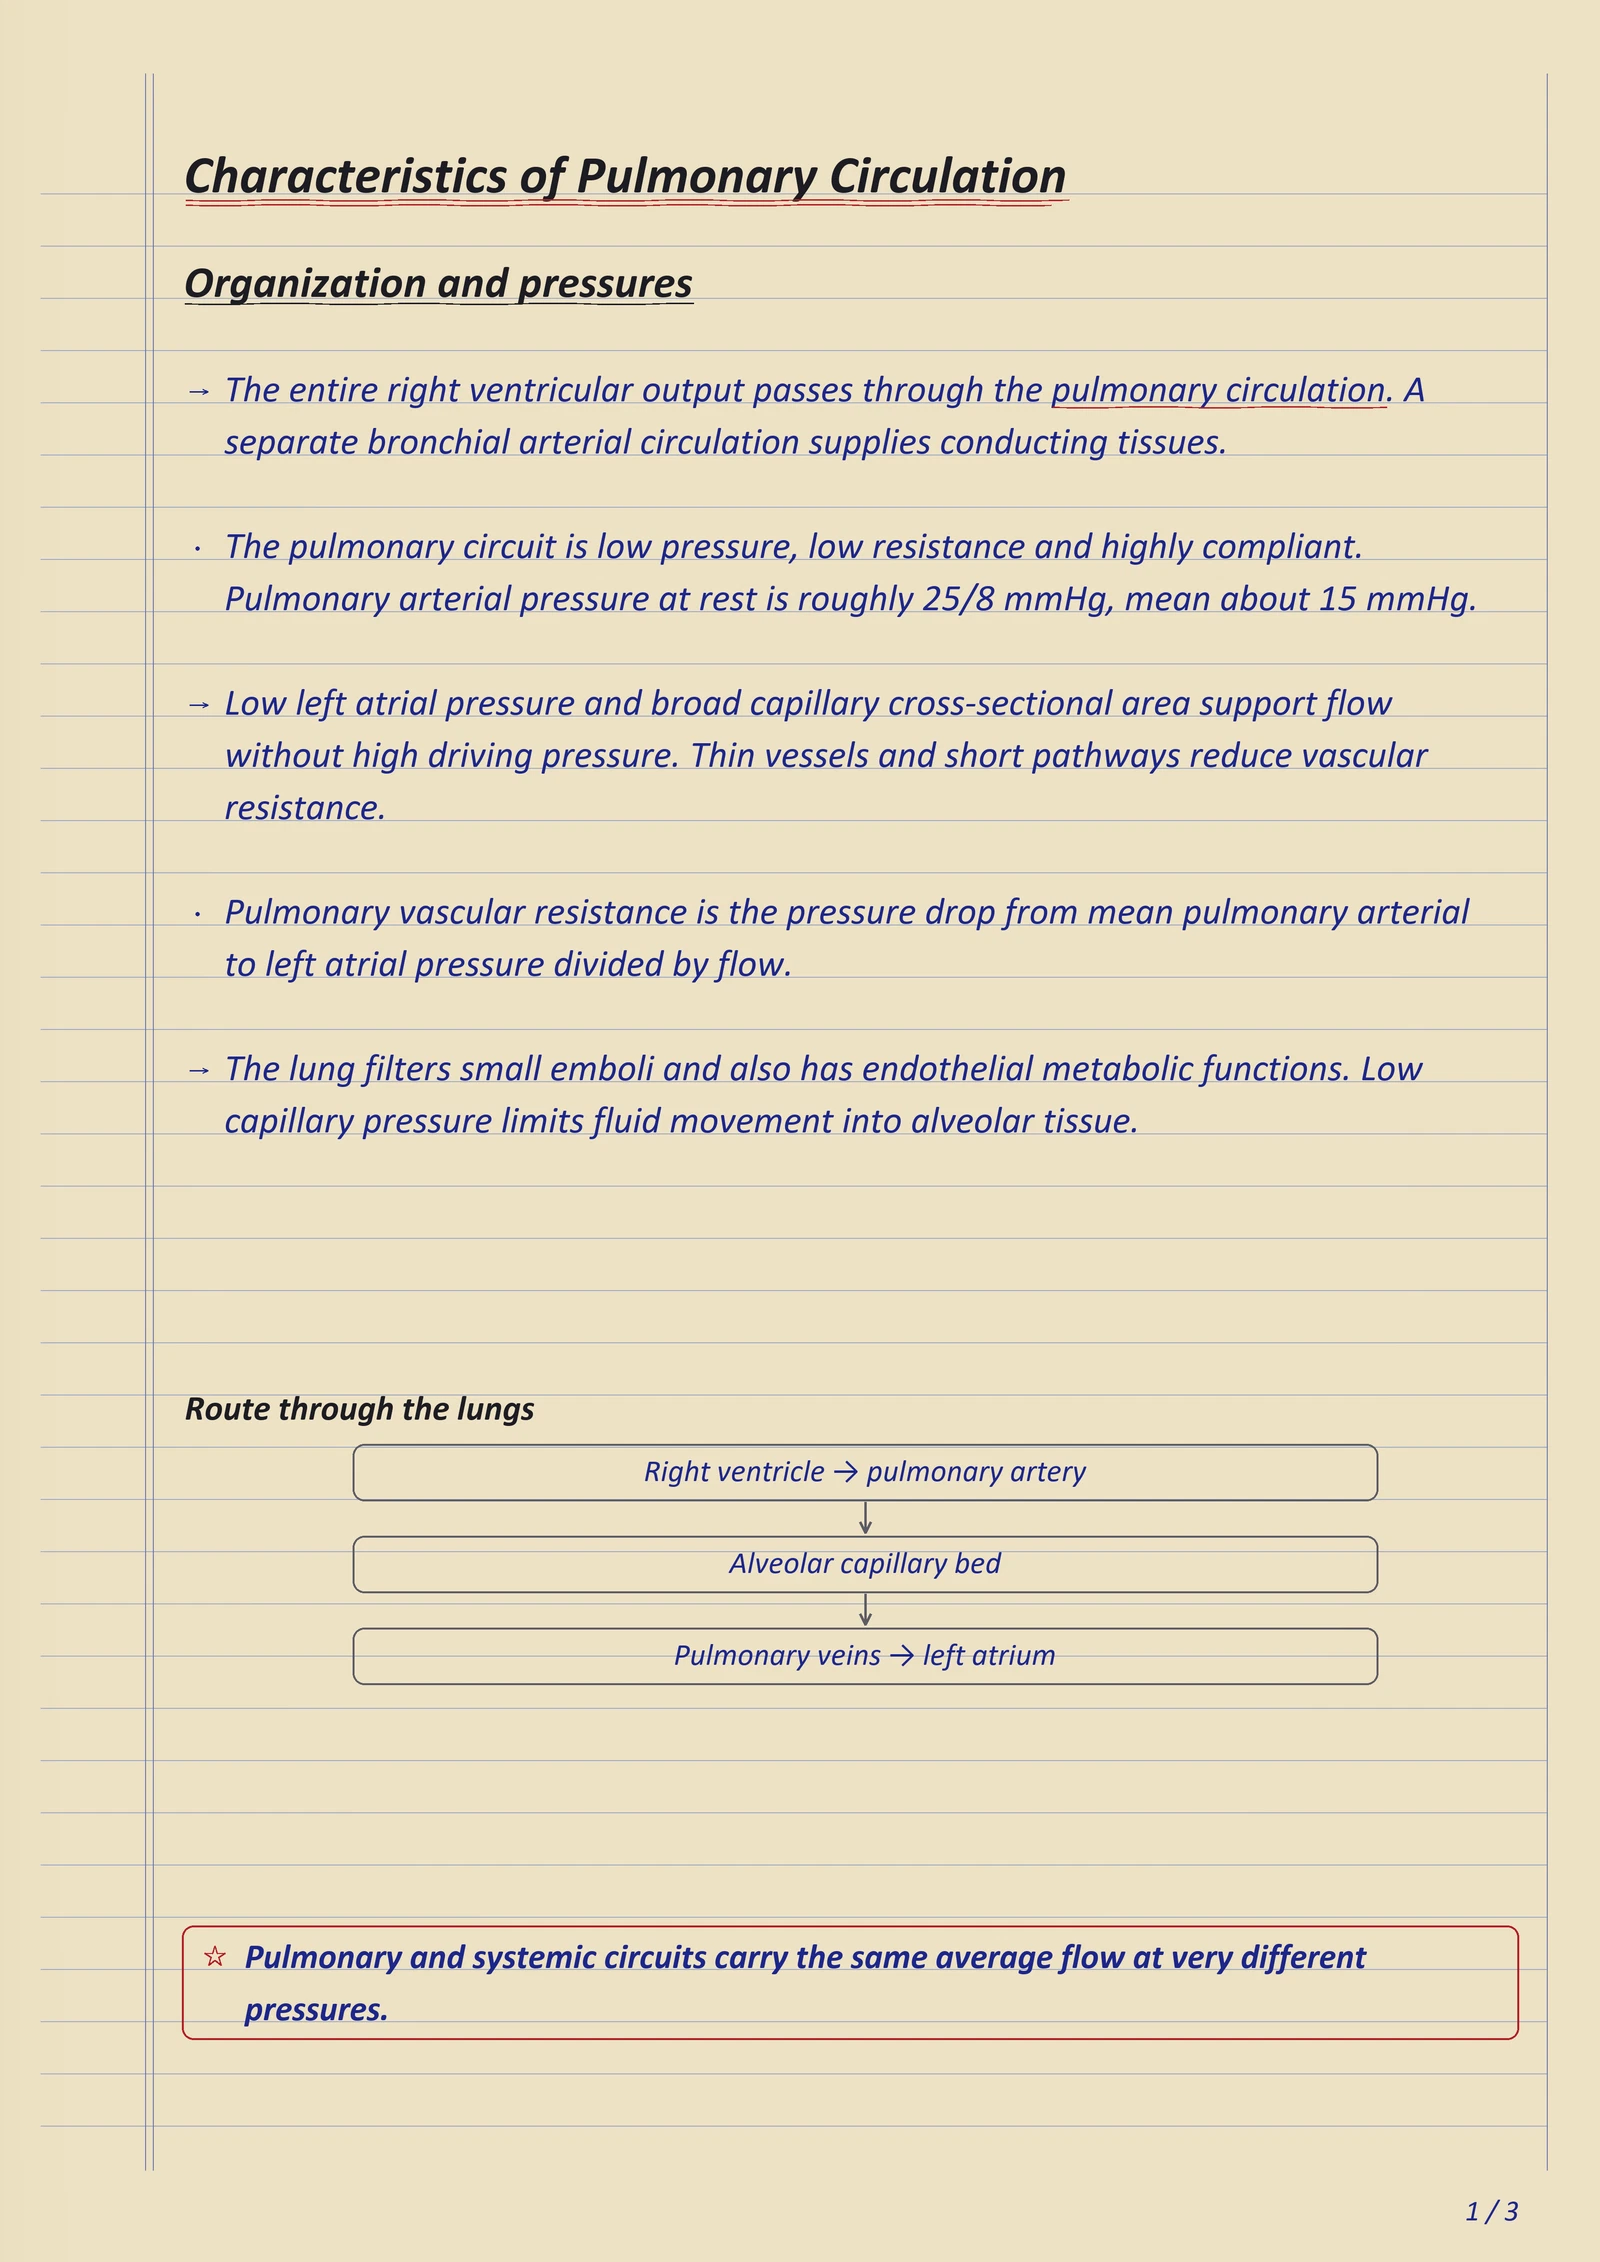 Characteristics of Pulmonary Circulation
Organization and pressures
→ The entire right ventricular output passes through the pulmonary circulation. A
separate bronchial arterial circulation supplies conducting tissues.
· The pulmonary circuit is low pressure, low resistance and highly compliant.
Pulmonary arterial pressure at rest is roughly 25/8 mmHg, mean about 15 mmHg.
→ Low left atrial pressure and broad capillary cross-sectional area support flow
without high driving pressure. Thin vessels and short pathways reduce vascular
resistance.
· Pulmonary vascular resistance is the pressure drop from mean pulmonary arterial
to left atrial pressure divided by flow.
→ The lung filters small emboli and also has endothelial metabolic functions. Low
capillary pressure limits fluid movement into alveolar tissue.
Route through the lungs
Right ventricle → pulmonary artery
Alveolar capillary bed
Pulmonary veins → left atrium
☆ Pulmonary and systemic circuits carry the same average flow at very different
pressures.
1 / 3